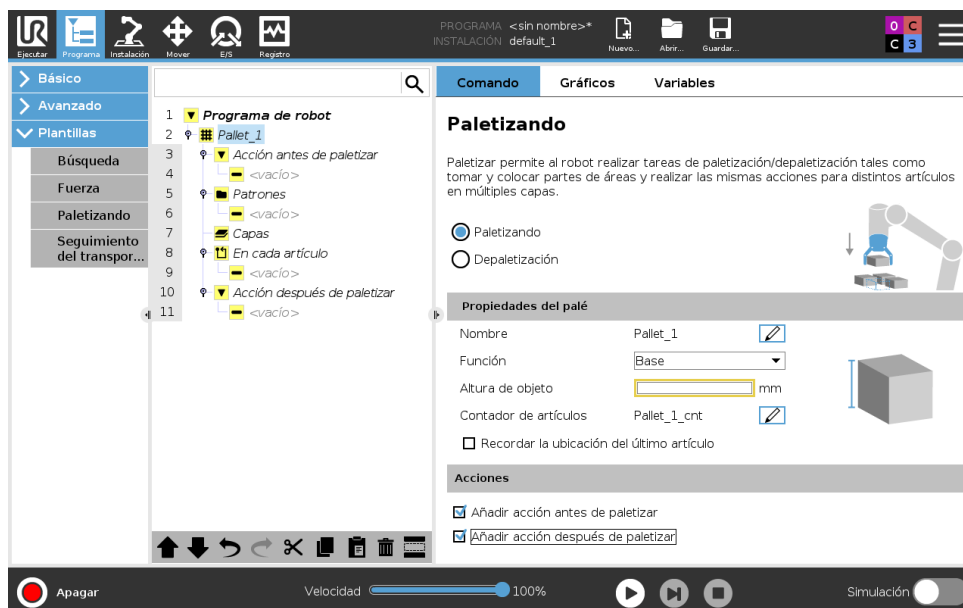 PROGRAMA <sin nombre>*
INSTALACIÓN default_1
Ejecutar Programa Instalación Mover E/S Registro Nuevo... Abrir... Guardar...
0 C
C 3
Básico
Avanzado
Plantillas
Búsqueda
Fuerza
Paletizando
Seguimiento
del transpor...
1 Programa de robot
2 Pallet_1
3 Acción antes de paletizar
4 <vacío>
5 Patrones
6 <vacío>
7 Capas
8 En cada artículo
9 <vacío>
10 Acción después de paletizar
11 <vacío>
Comando Gráficos Variables
Paletizando
Paletizar permite al robot realizar tareas de paletización/depaletización tales como
tomar y colocar partes de áreas y realizar las mismas acciones para distintos artículos
en múltiples capas.
Paletizando
Depaletización
Propiedades del palé
Nombre Pallet_1
Función Base
Altura de objeto mm
Contador de artículos Pallet_1_cnt
Recordar la ubicación del último artículo
Acciones
Añadir acción antes de paletizar
Añadir acción después de paletizar
Apagar Velocidad 100% Simulación